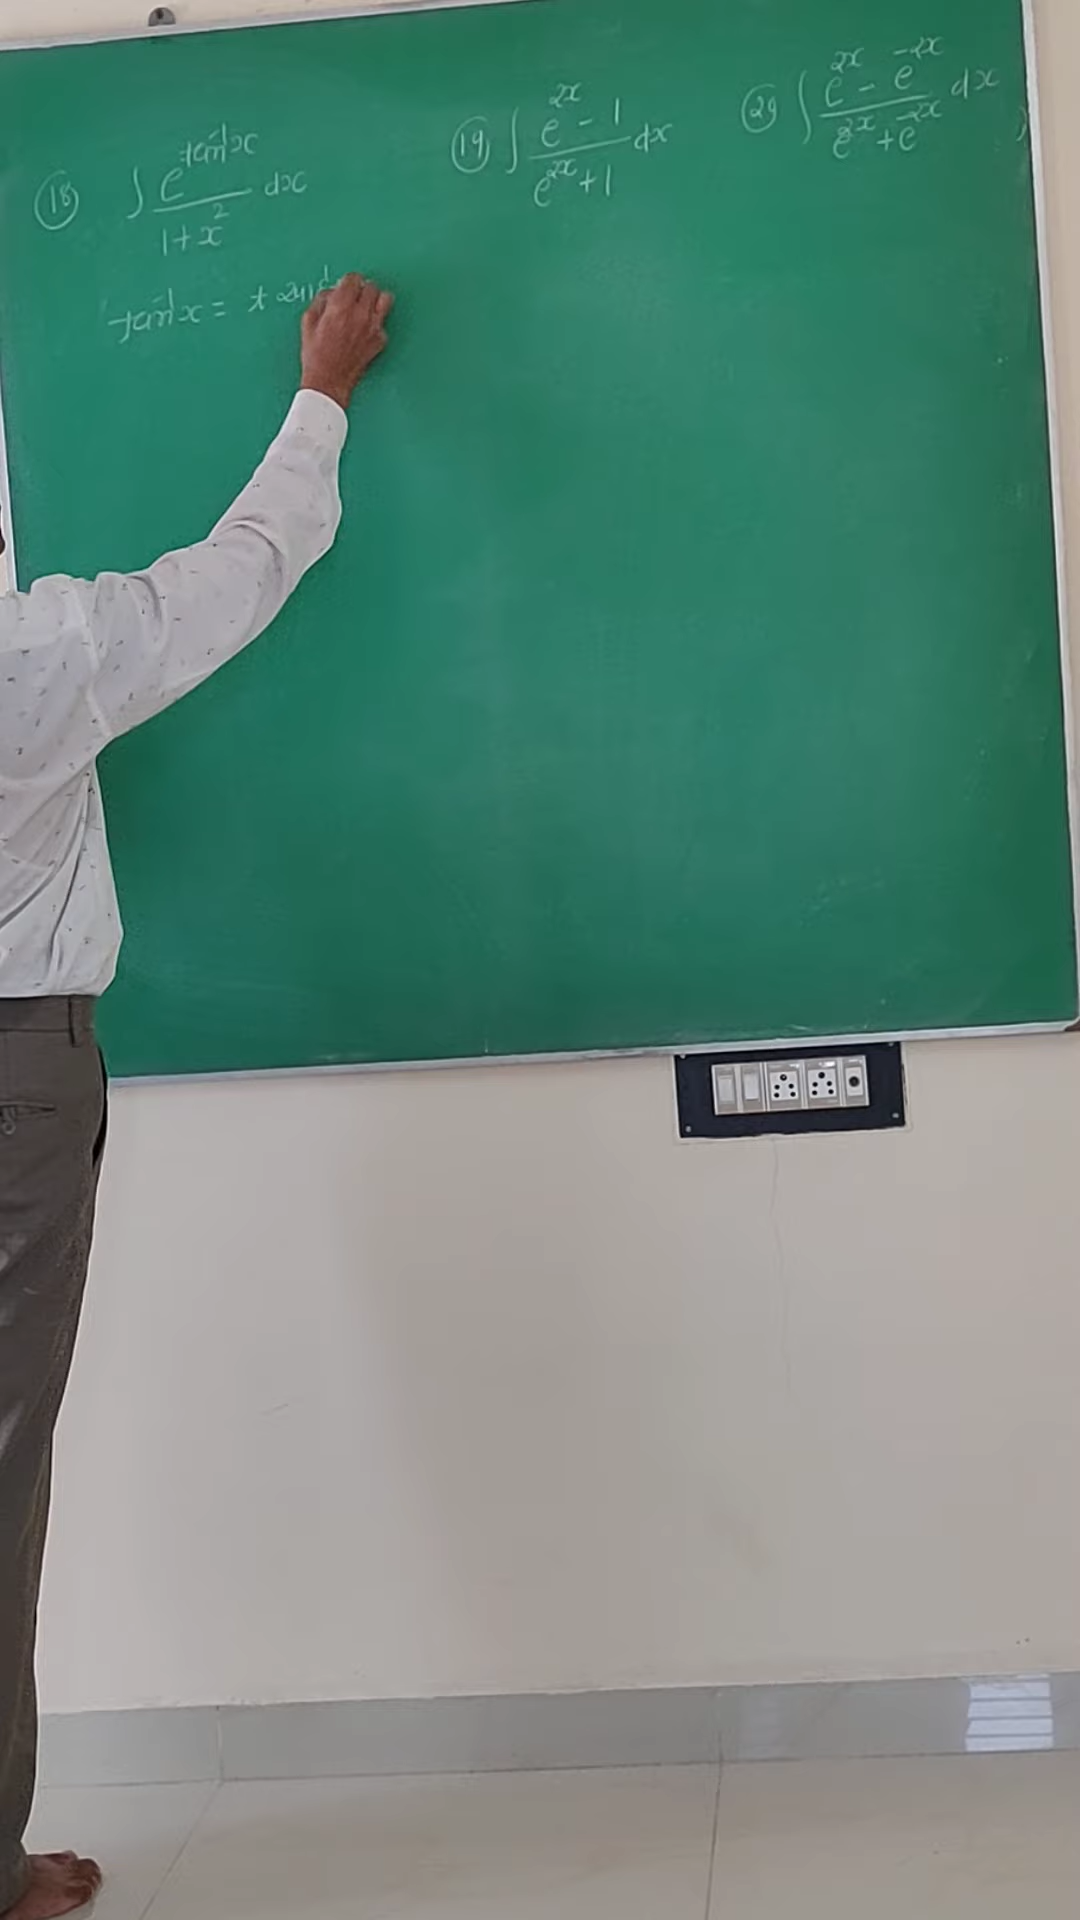 (18) ∫ e^(tan⁻¹x) / (1+x²) dx
(19) ∫ (e^(2x) - 1) / (e^(2x) + 1) dx
(20) ∫ (e^(2x) - e^(-2x)) / (e^(2x) + e^(-2x)) dx
tan⁻¹x = t